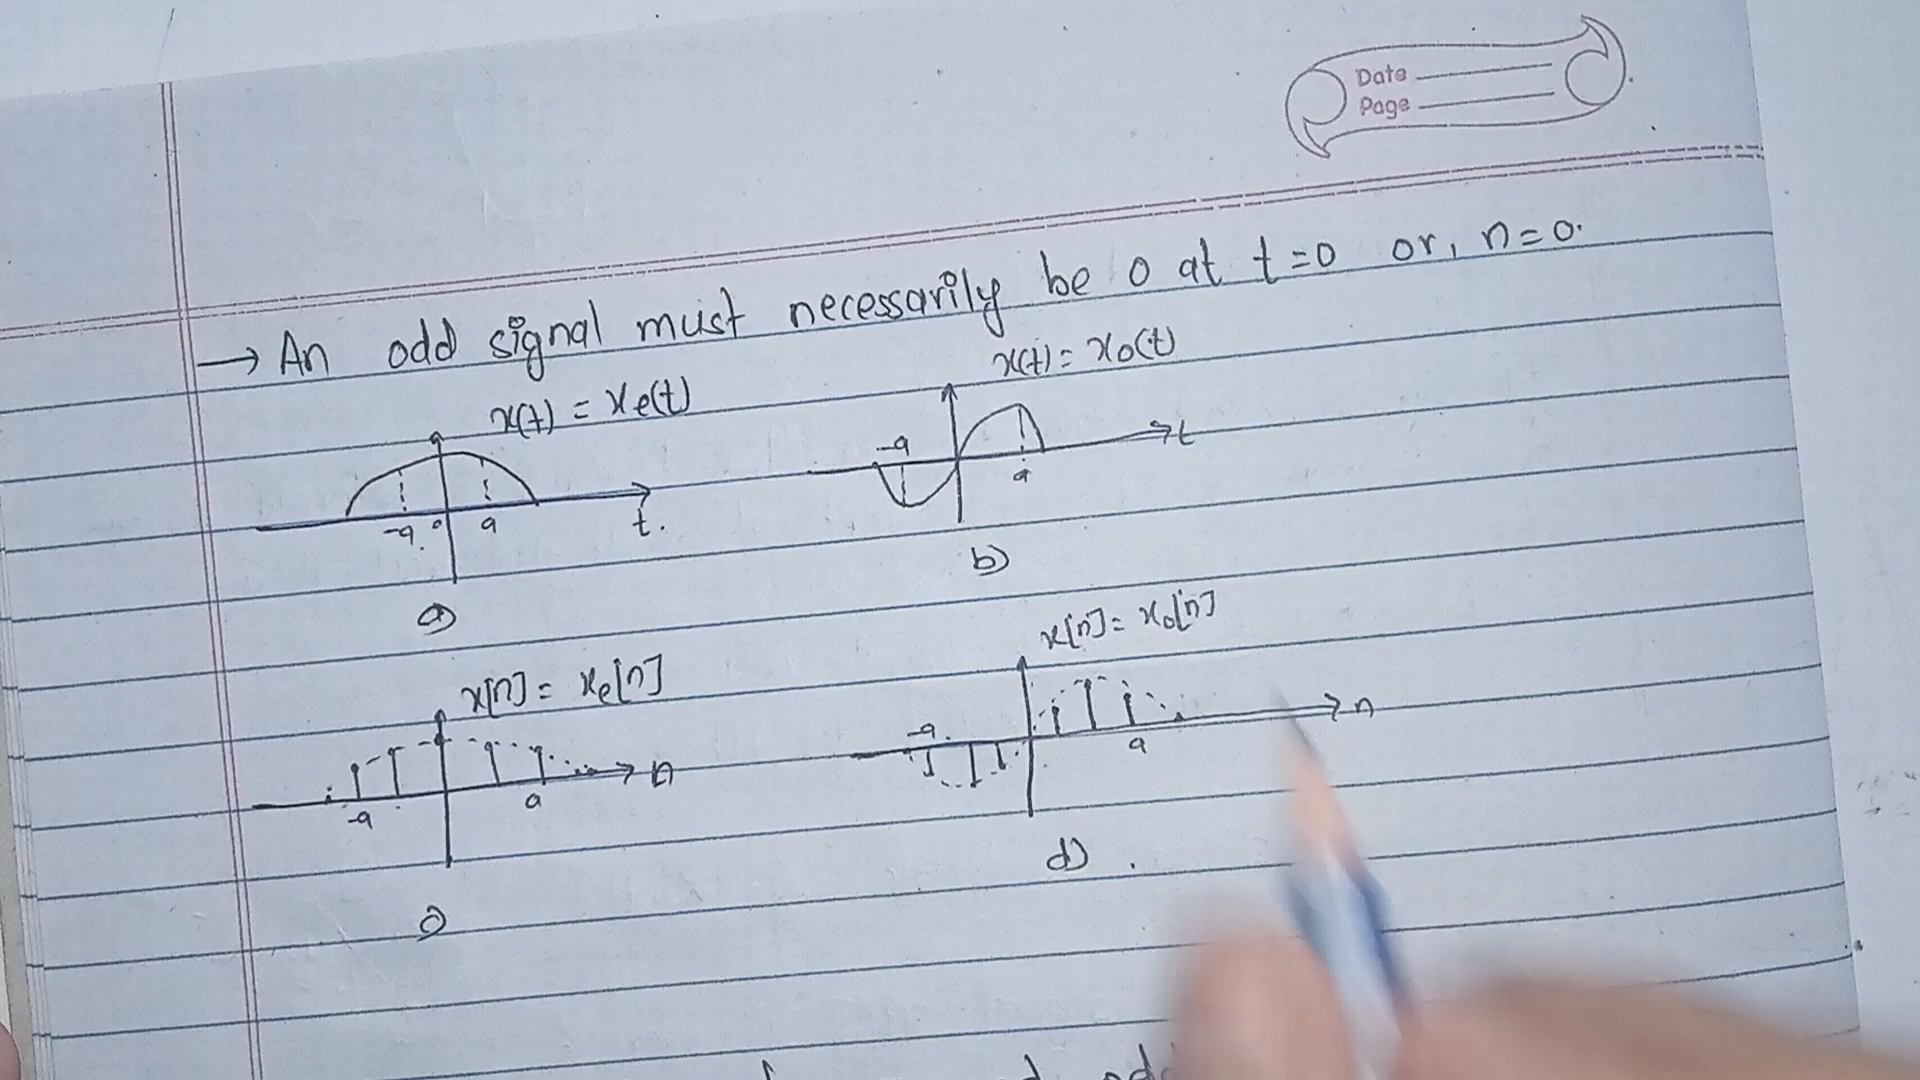 Date
Page
→ An odd signal must necessarily be 0 at t=0 or, n=0.
x(t) = xe(t)
x(t) = xo(t)
-a 0 a t.
-a a t
a)
b)
x[n] = xe[n]
x[n] = xo[n]
-a a n
-a. a n
c)
d) .